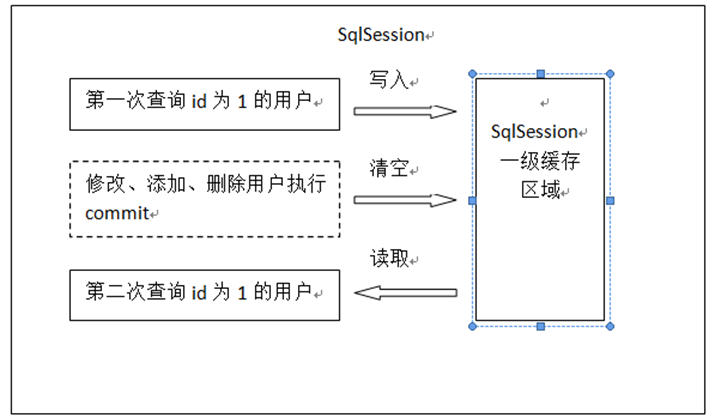 SqlSession
写入
第一次查询 id 为 1 的用户
SqlSession
一级缓存
区域
清空
修改、添加、删除用户执行
commit
读取
第二次查询 id 为 1 的用户